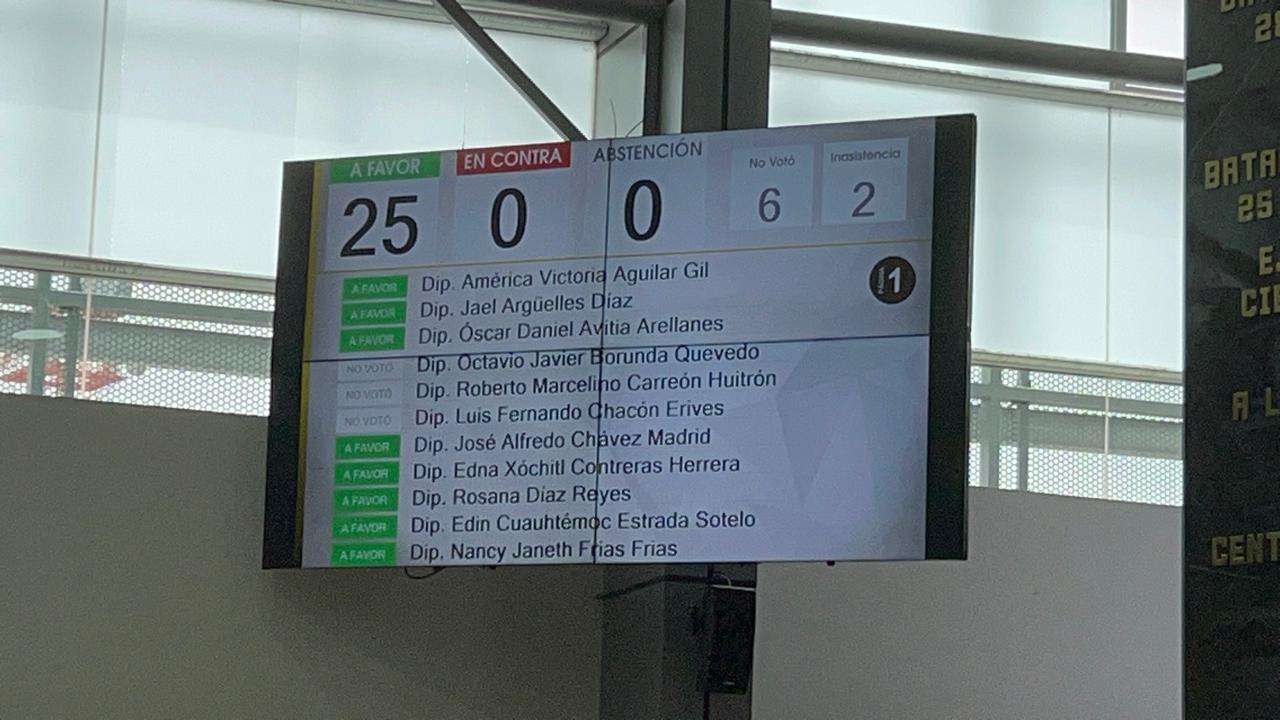 A FAVOR EN CONTRA ABSTENCIÓN No Votó Inasistencia
25 0 0 6 2
A FAVOR Dip. América Victoria Aguilar Gil
1
A FAVOR Dip. Jael Argüelles Díaz
A FAVOR Dip. Óscar Daniel Avitia Arellanes
NO VOTÓ Dip. Octavio Javier Borunda Quevedo
NO VOTÓ Dip. Roberto Marcelino Carreón Huitrón
NO VOTÓ Dip. Luis Fernando Chacón Erives
A FAVOR Dip. José Alfredo Chávez Madrid
A FAVOR Dip. Edna Xóchitl Contreras Herrera
A FAVOR Dip. Rosana Díaz Reyes
A FAVOR Dip. Edin Cuauhtémoc Estrada Sotelo
A FAVOR Dip. Nancy Janeth Frías Frías
BATA
25
E
CI
A L
CENT